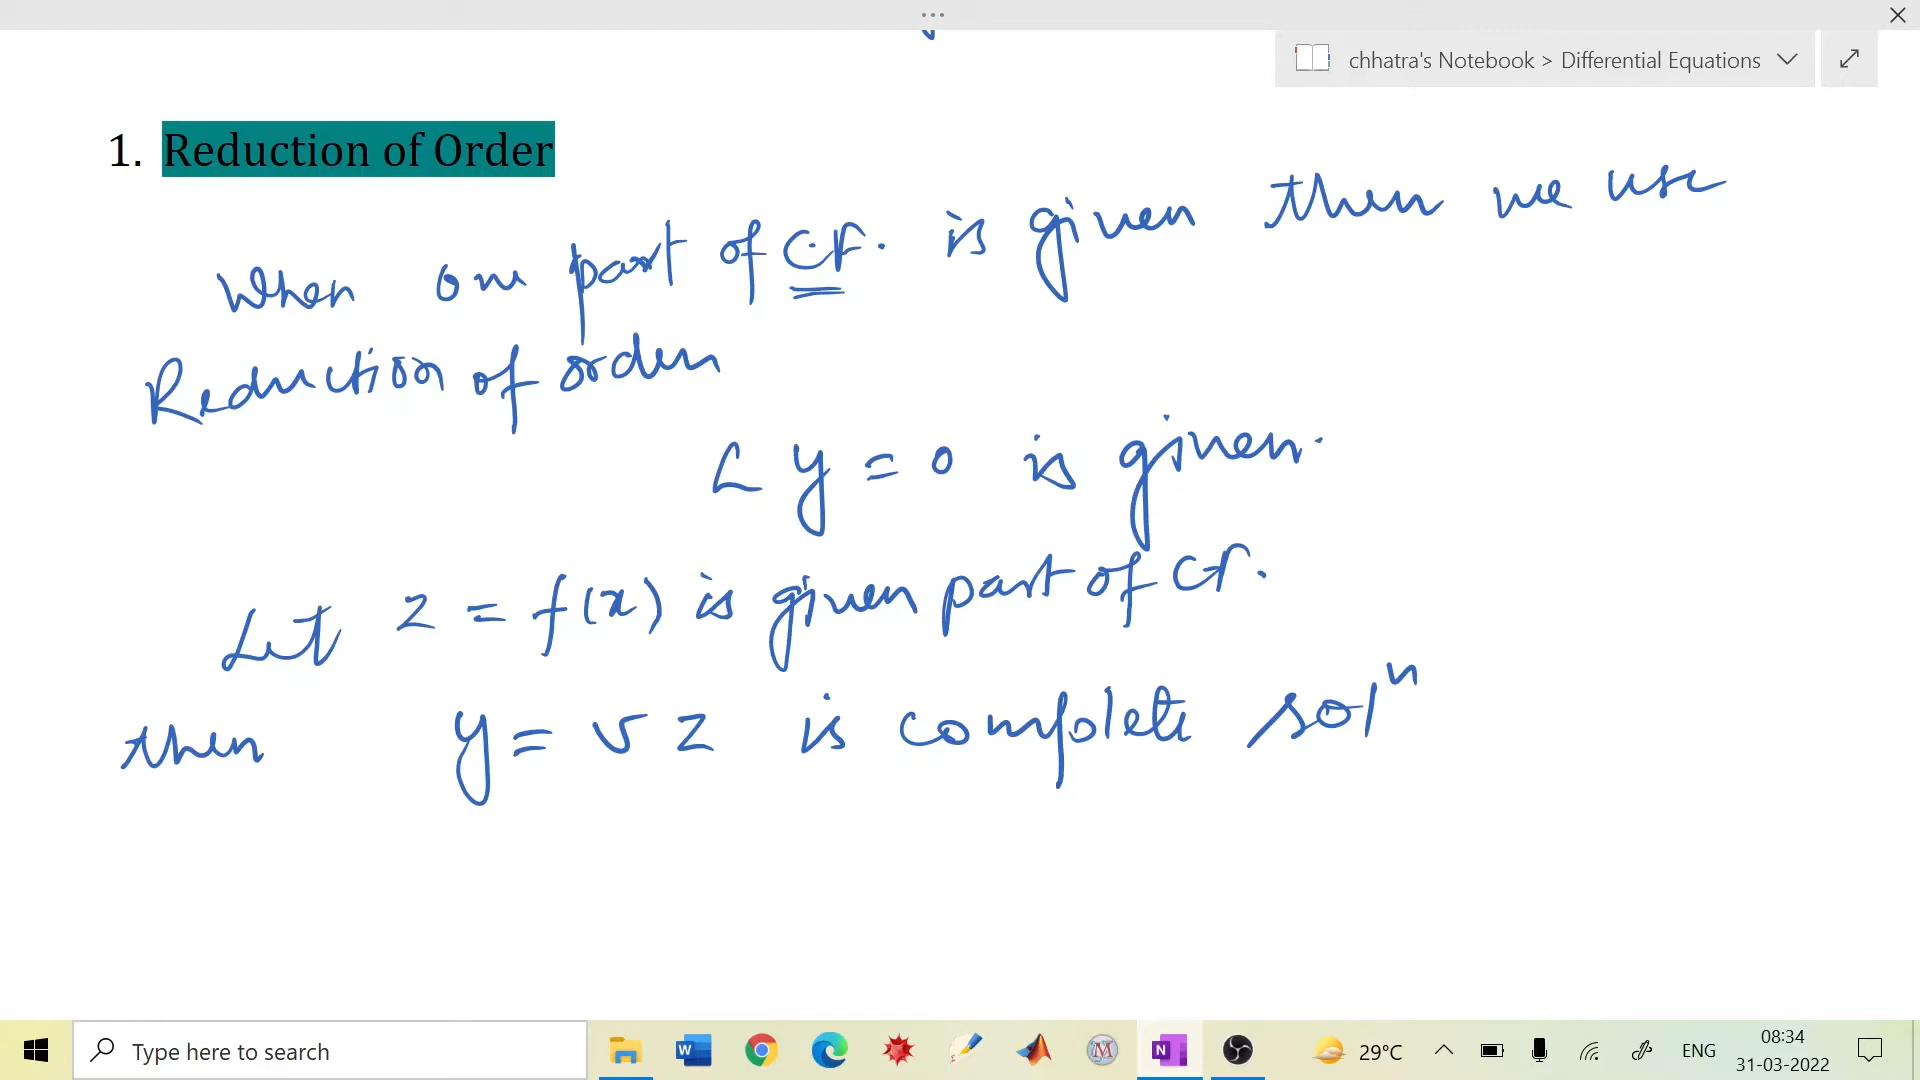 chhatra's Notebook > Differential Equations
1. Reduction of Order
When one part of C.F. is given then we use
Reduction of order
L y = 0 is given.
Let z = f(x) is given part of CF.
then y = v z is complete solⁿ
Type here to search
29°C
ENG
08:34
31-03-2022